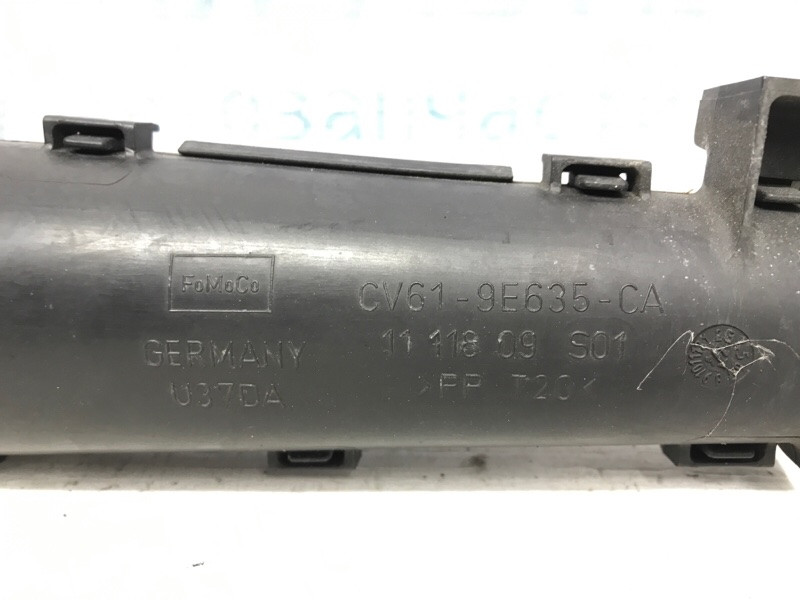 FoMoCo
CV61-9E635-CA
GERMANY
11 118 09 S01
U37DA
>PP T20<